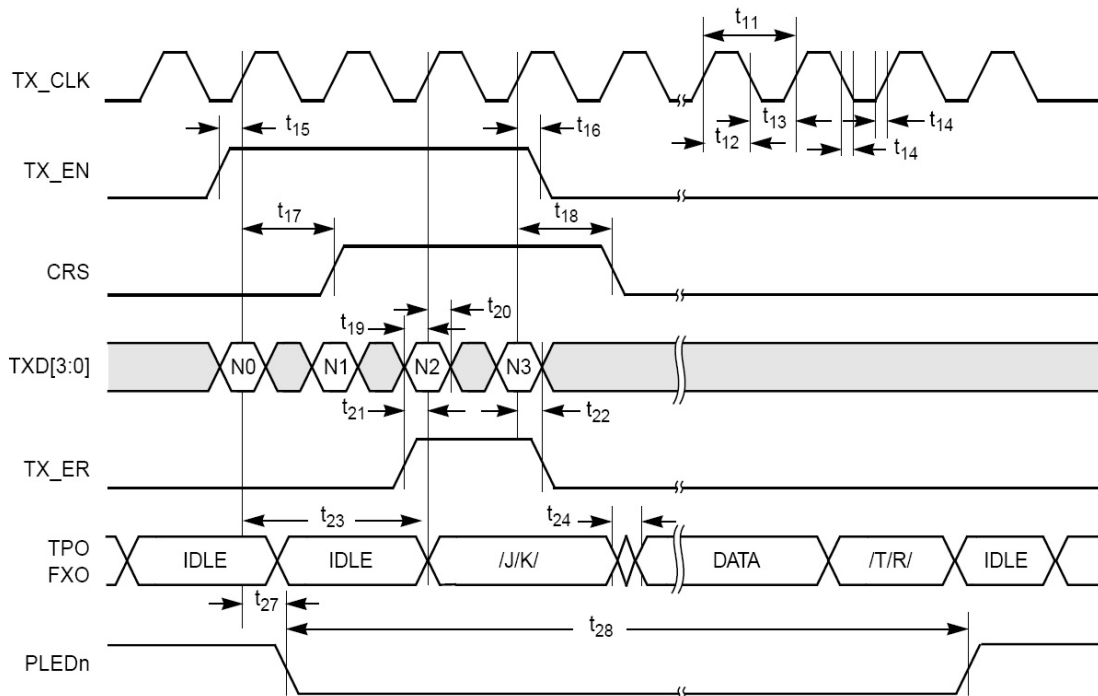 t11
TX_CLK
t15
t16
t12
t13
t14
t14
TX_EN
t17
t18
CRS
t19
t20
TXD[3:0]
N0
N1
N2
N3
t21
t22
TX_ER
t23
t24
TPO
FXO
IDLE
IDLE
/J/K/
DATA
/T/R/
IDLE
t27
t28
PLEDn